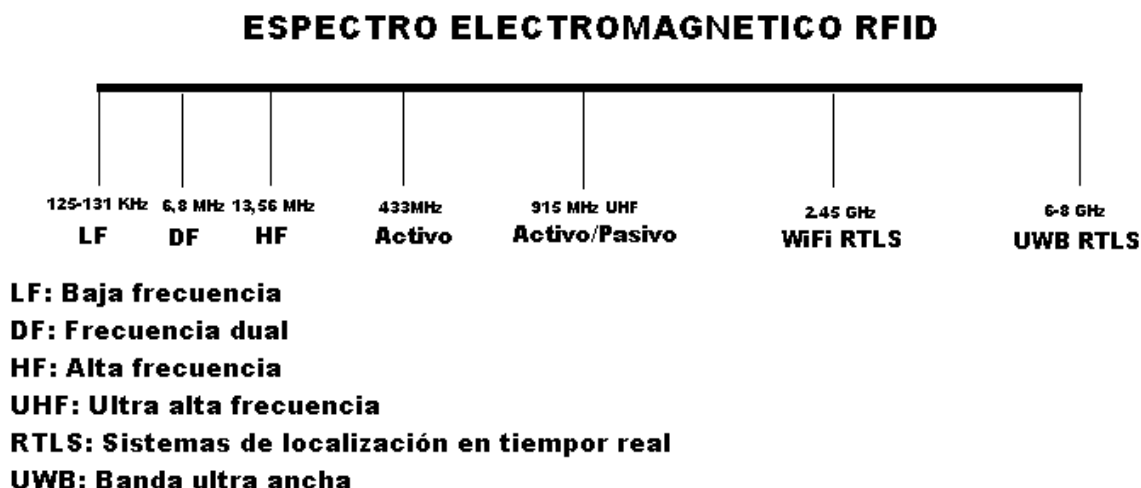 ESPECTRO ELECTROMAGNETICO RFID
125-131 KHz 6,8 MHz 13,56 MHz 433MHz 915 MHz UHF 2.45 GHz 6-8 GHz
LF DF HF Activo Activo/Pasivo WiFi RTLS UWB RTLS
LF: Baja frecuencia
DF: Frecuencia dual
HF: Alta frecuencia
UHF: Ultra alta frecuencia
RTLS: Sistemas de localización en tiempor real
UWB: Banda ultra ancha